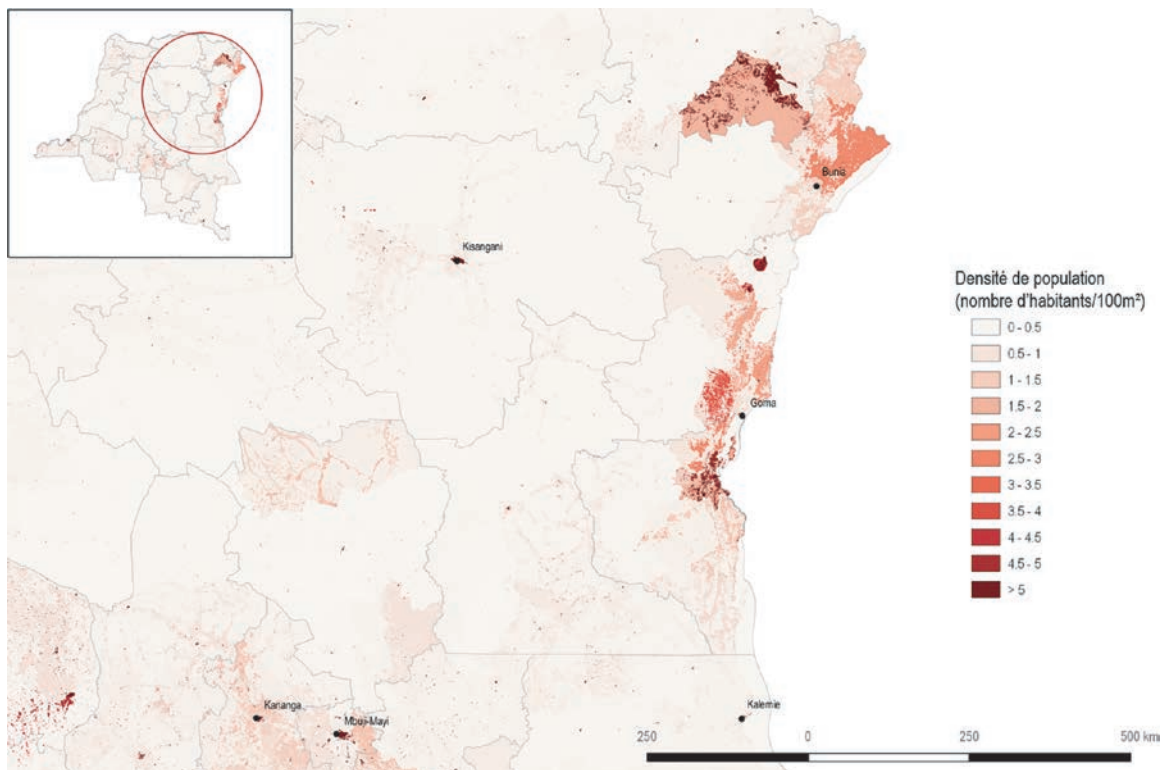 Bunia
Kisangani
Densité de population
(nombre d'habitants/100m²)
0 - 0.5
0.5 - 1
1 - 1.5
1.5 - 2
2 - 2.5
2.5 - 3
3 - 3.5
3.5 - 4
4 - 4.5
4.5 - 5
> 5
Goma
Kananga
Mbuji-Mayi
Kalemie
250 0 250 500 km